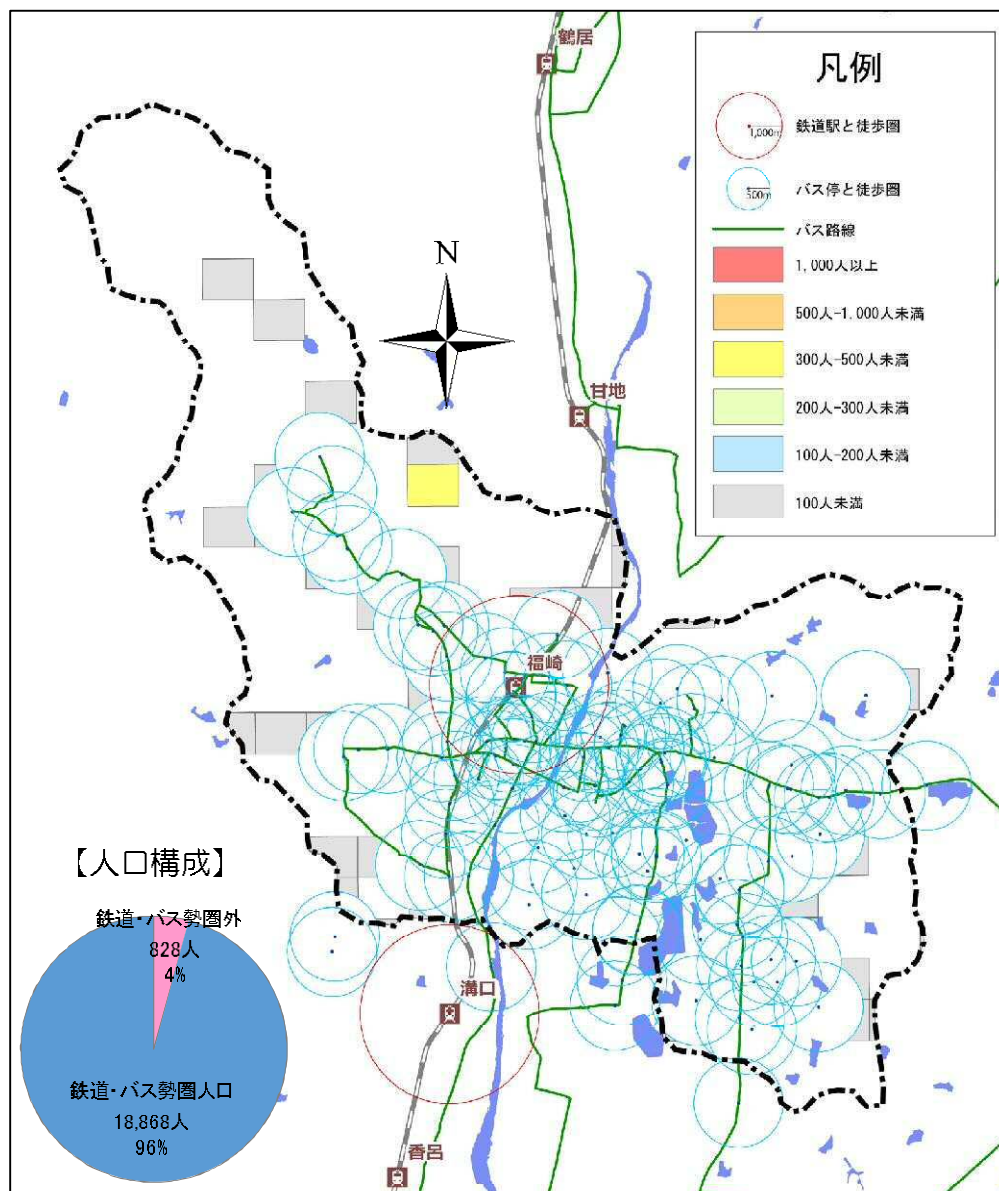 鶴居
凡例
1,000m
鉄道駅と徒歩圏
500m
バス停と徒歩圏
バス路線
1,000人以上
500人-1,000人未満
300人-500人未満
200人-300人未満
100人-200人未満
100人未満
N
甘地
福崎
【人口構成】
鉄道・バス勢圏外
828人
4%
鉄道・バス勢圏人口
18,868人
96%
溝口
香呂